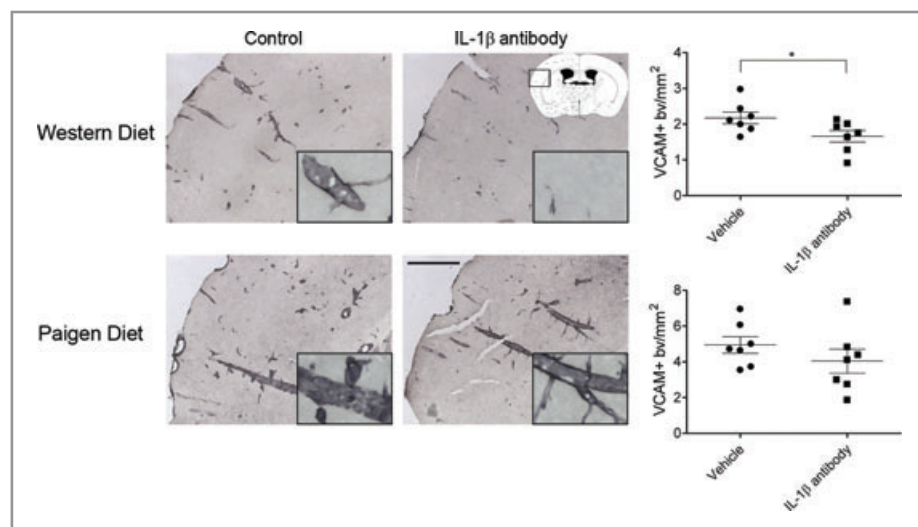 Control
IL-1β antibody
Western Diet
4
3
2
1
0
VCAM+ bv/mm²
*
Vehicle
IL-1β antibody
Paigen Diet
8
6
4
2
0
VCAM+ bv/mm²
Vehicle
IL-1β antibody